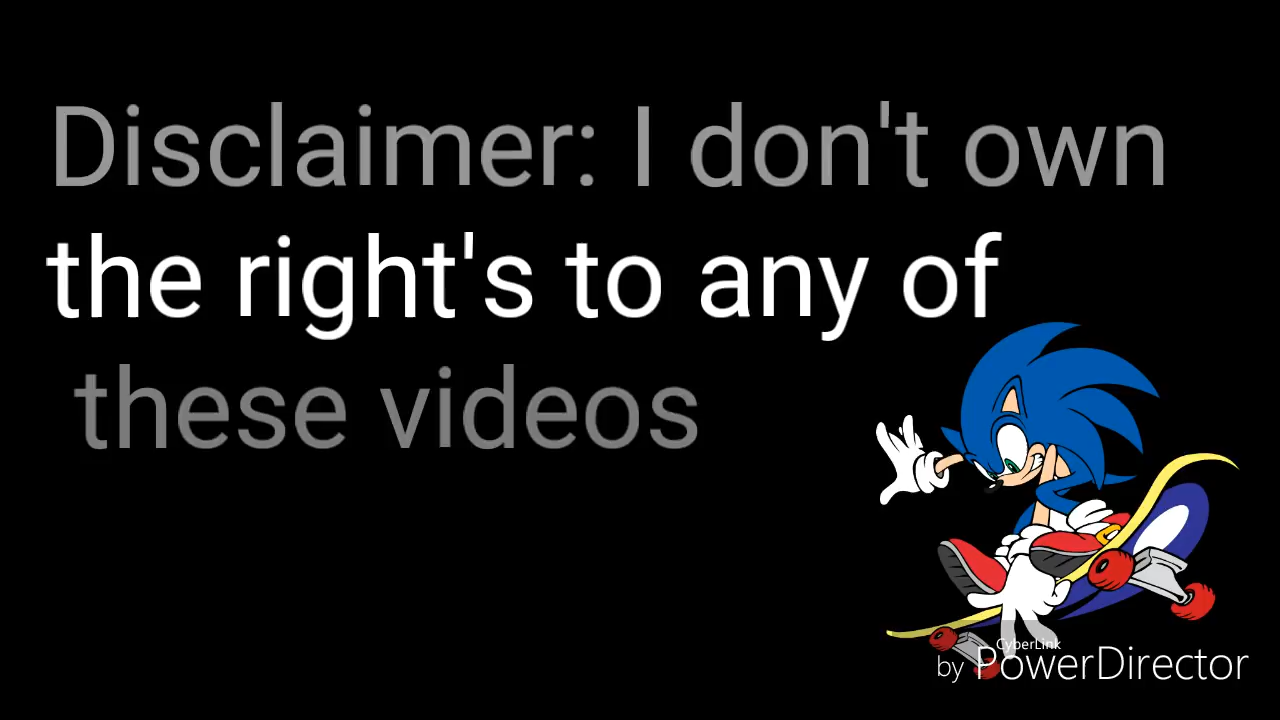 Disclaimer: I don't own
the right's to any of
these videos
CyberLink
by PowerDirector